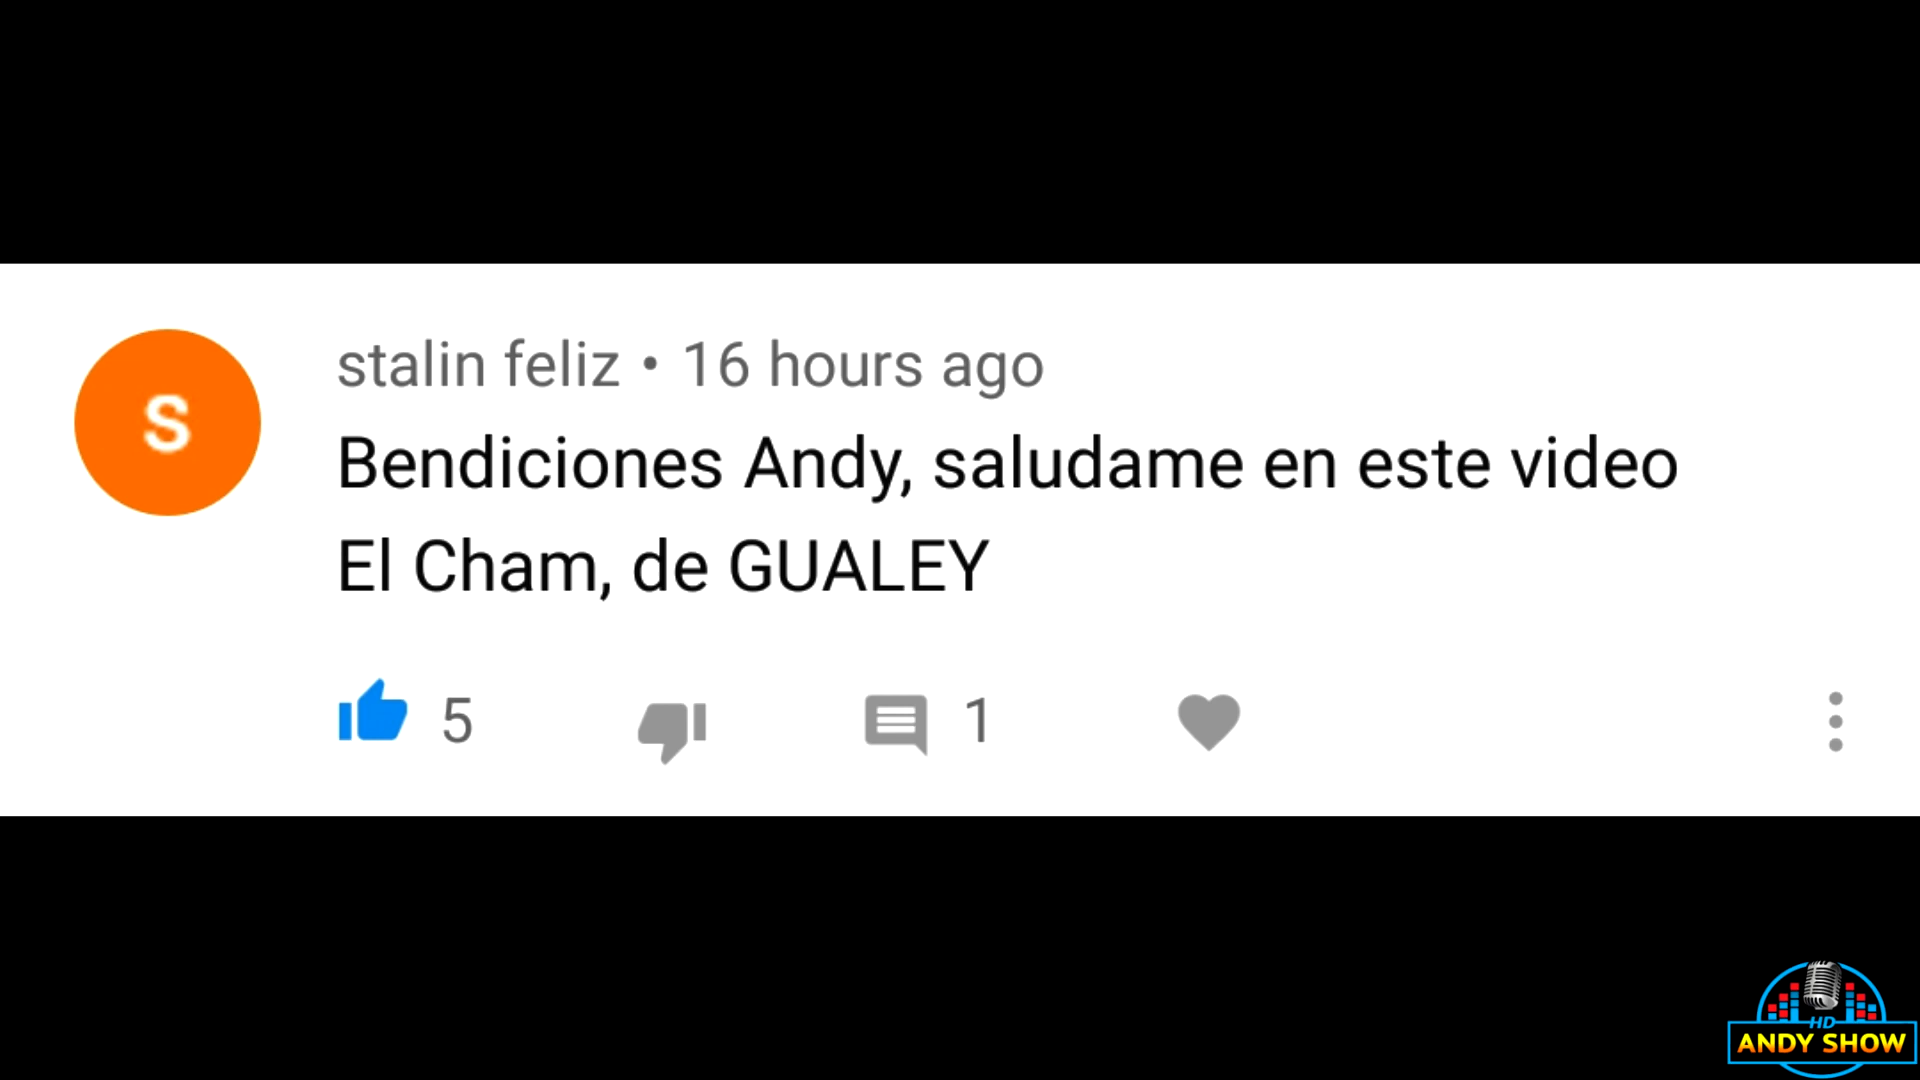 S
stalin feliz • 16 hours ago
Bendiciones Andy, saludame en este video
El Cham, de GUALEY
5 1
HD
ANDY SHOW